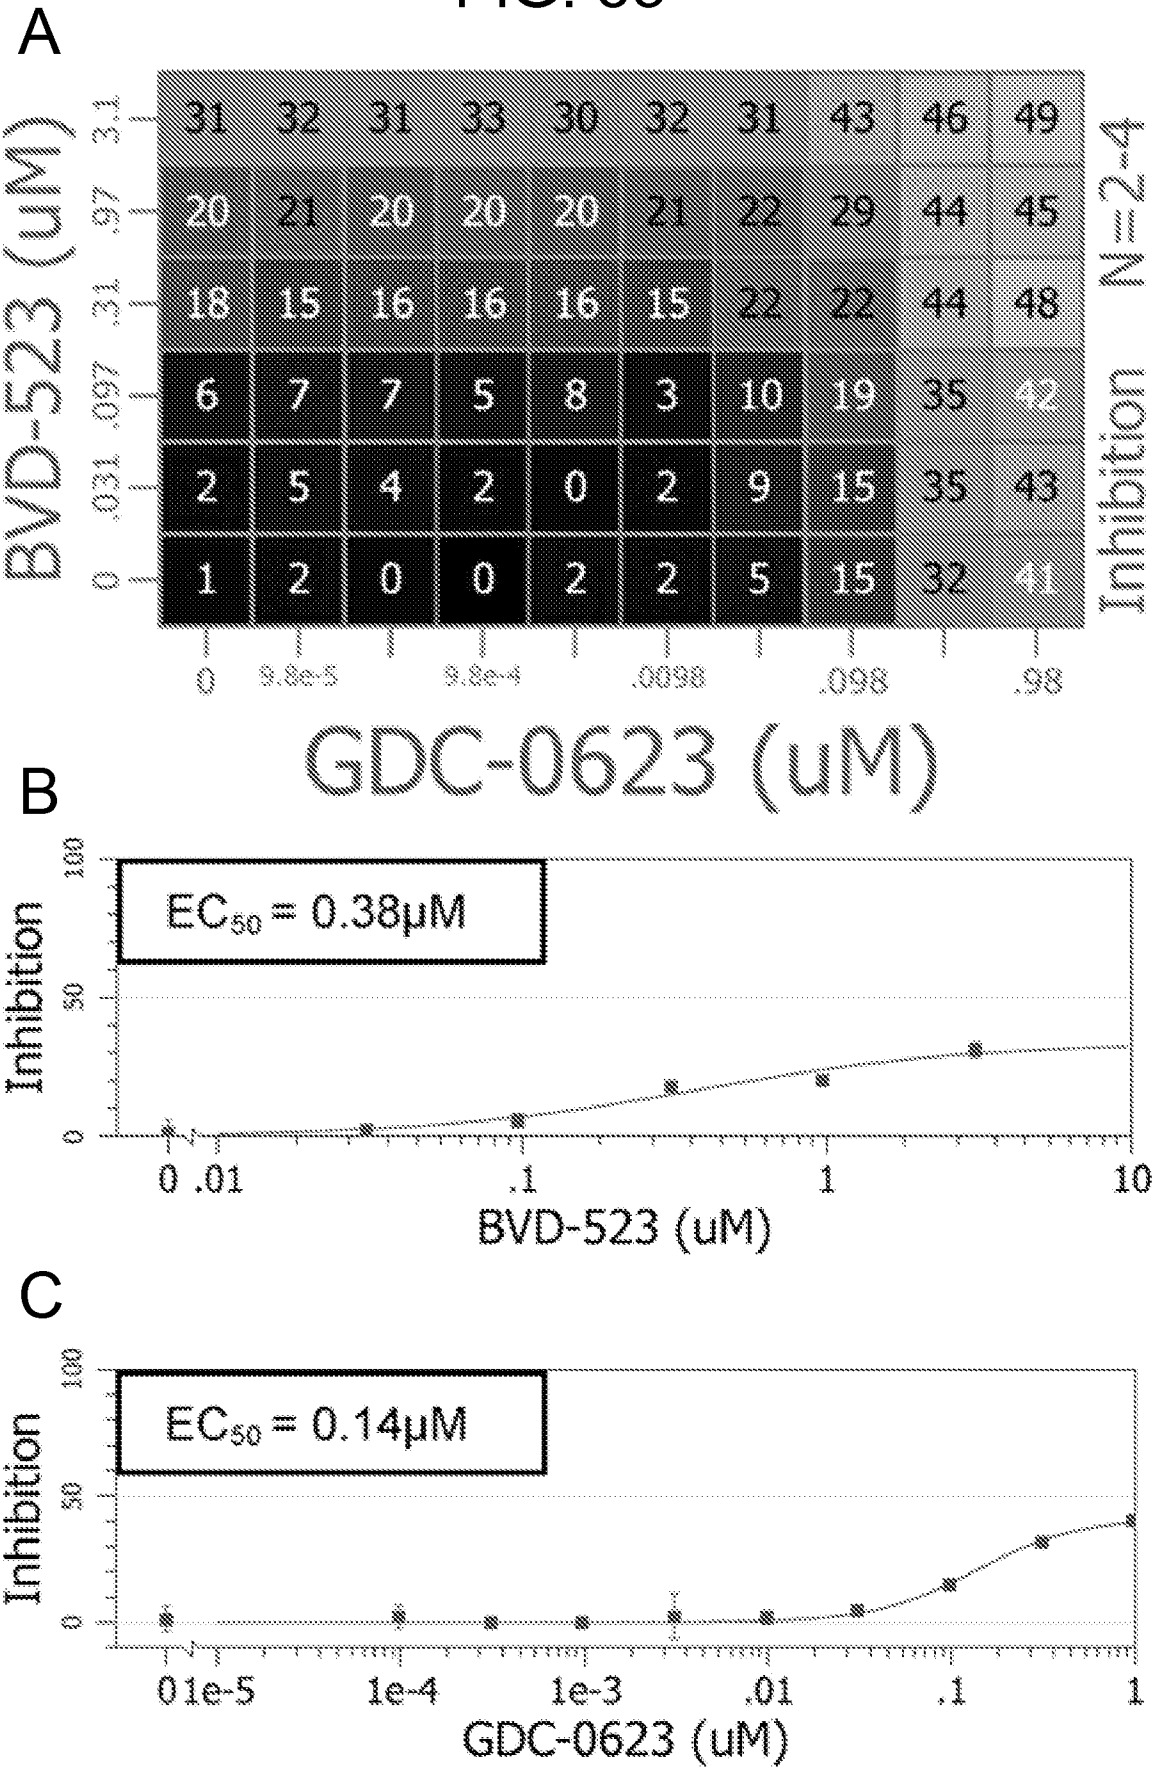 A
BVD-523 (uM)
3.1 31 32 31 33 30 32 31 43 46 49
.97 20 21 20 20 20 21 22 29 44 45
.31 18 15 16 16 16 15 22 22 44 48
.097 6 7 7 5 8 3 10 19 35 42
.031 2 5 4 2 0 2 9 15 35 43
0 1 2 0 0 2 2 5 15 32 41
0 9.8e-5 9.8e-4 .0098 .098 .98
GDC-0623 (uM)
Inhibition N=2-4
B
EC50 = 0.38µM
Inhibition
100
50
0
0 .01 .1 1 10
BVD-523 (uM)
C
EC50 = 0.14µM
Inhibition
100
50
0
0 1e-5 1e-4 1e-3 .01 .1 1
GDC-0623 (uM)